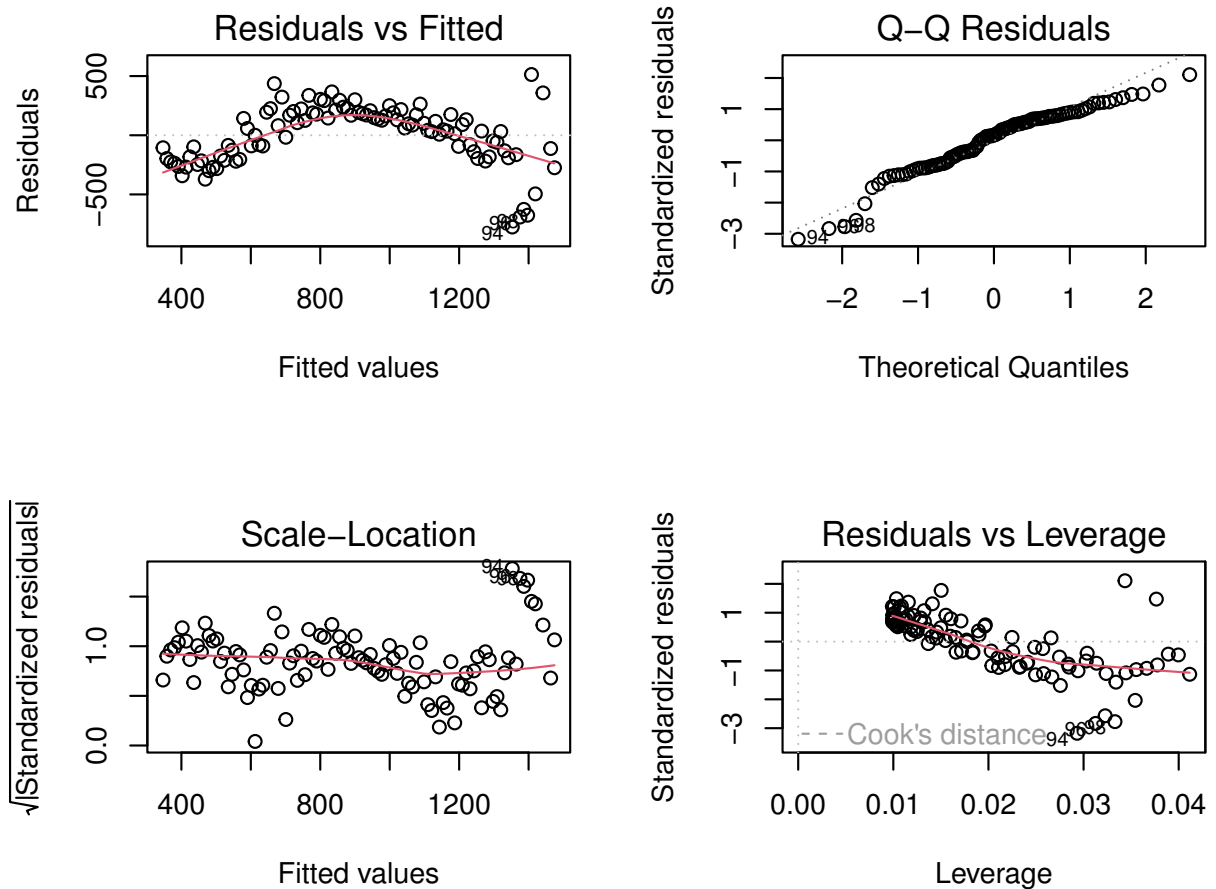 Residuals vs Fitted
Residuals
500
−500
94
400
800
1200
Fitted values
Q−Q Residuals
Standardized residuals
1
−1
−3
94
−2
−1
0
1
2
Theoretical Quantiles
Scale−Location
√|Standardized residuals|
1.0
0.0
94
400
800
1200
Fitted values
Residuals vs Leverage
Standardized residuals
1
−1
−3
Cook's distance
94
0.00
0.01
0.02
0.03
0.04
Leverage